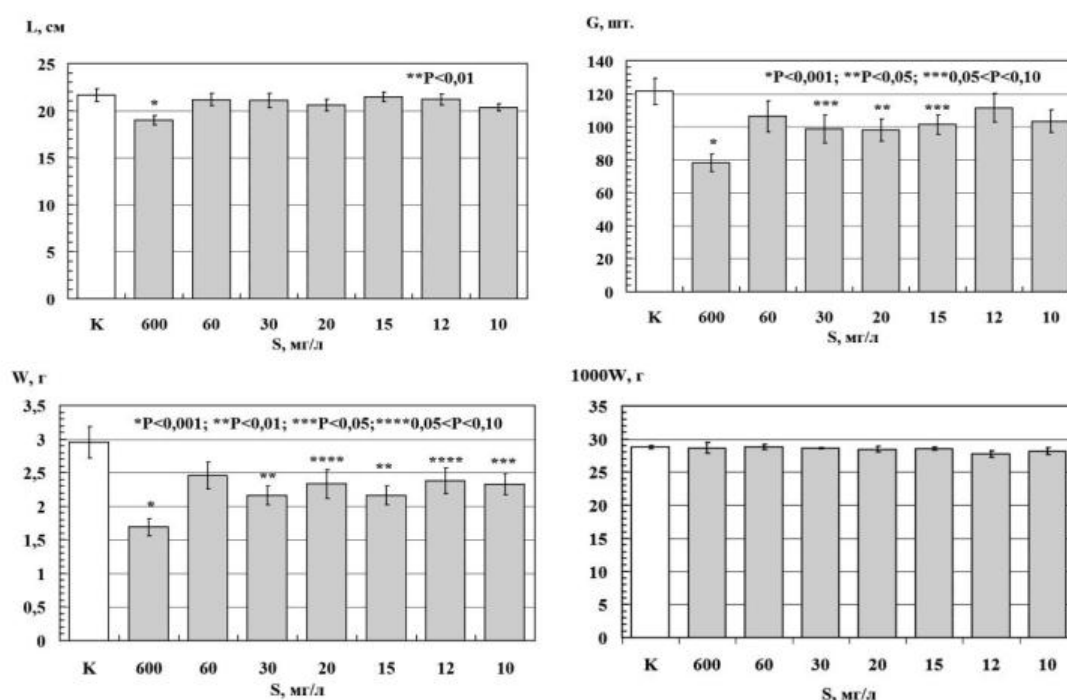 L, см
**P<0,01
25
20
15
10
5
0
*
К 600 60 30 20 15 12 10
S, мг/л
G, шт.
*P<0,001; **P<0,05; ***0,05<P<0,10
140
120
100
80
60
40
20
0
* *** ** ***
К 600 60 30 20 15 12 10
S, мг/л
W, г
*P<0,001; **P<0,01; ***P<0,05;****0,05<P<0,10
3,5
3
2,5
2
1,5
1
0,5
0
* ** **** ** **** ***
К 600 60 30 20 15 12 10
S, мг/л
1000W, г
35
30
25
20
15
10
5
0
К 600 60 30 20 15 12 10
S, мг/л